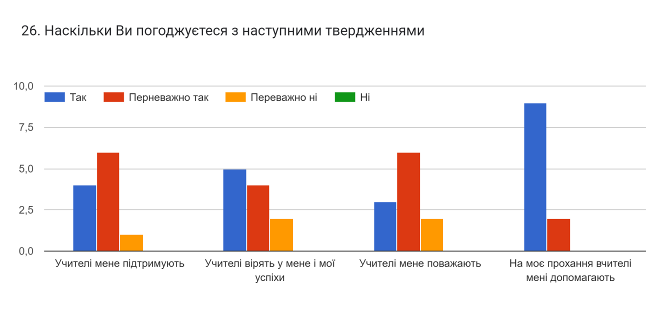 26. Наскільки Ви погоджуєтеся з наступними твердженнями
10,0
Так
Перневажно так
Переважно ні
Ні
7,5
5,0
2,5
0,0
Учителі мене підтримують
Учителі вірять у мене і мої
успіхи
Учителі мене поважають
На моє прохання вчителі
мені допомагають